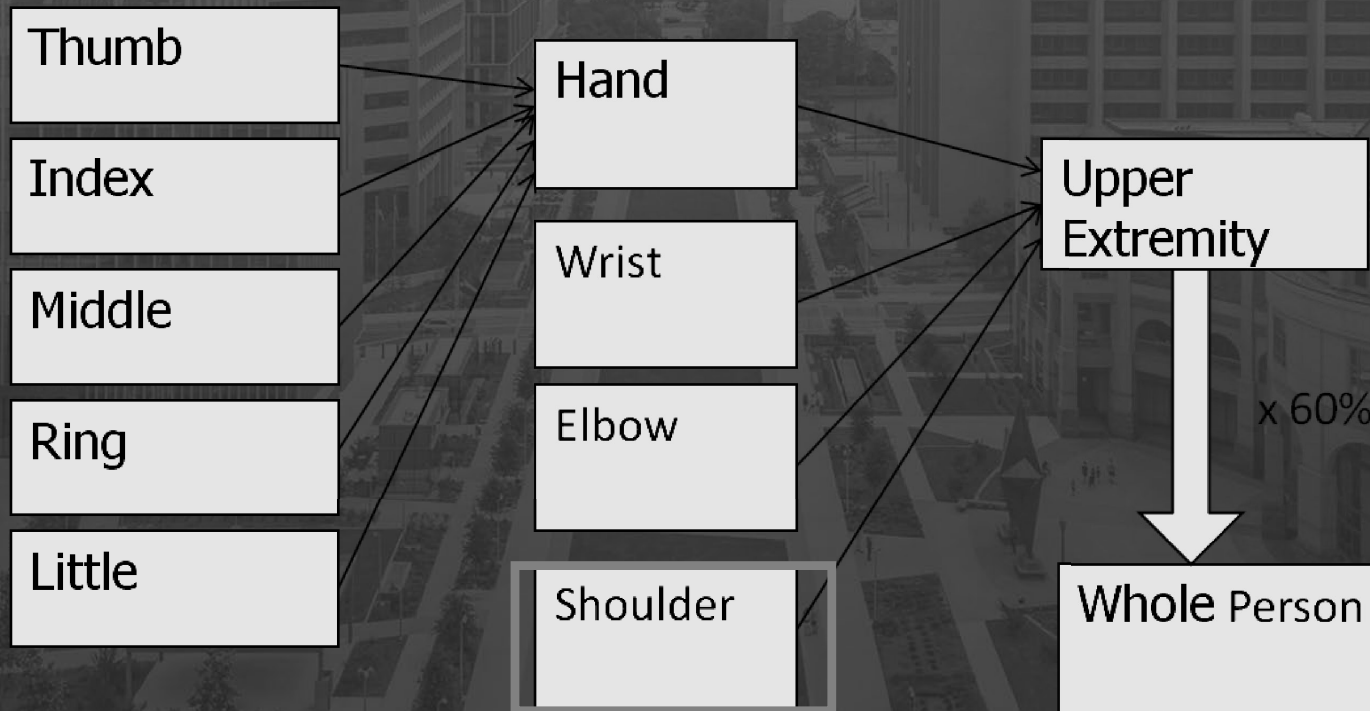 Thumb
Index
Middle
Ring
Little
Hand
Wrist
Elbow
Shoulder
Upper
Extremity
x 60%
Whole Person